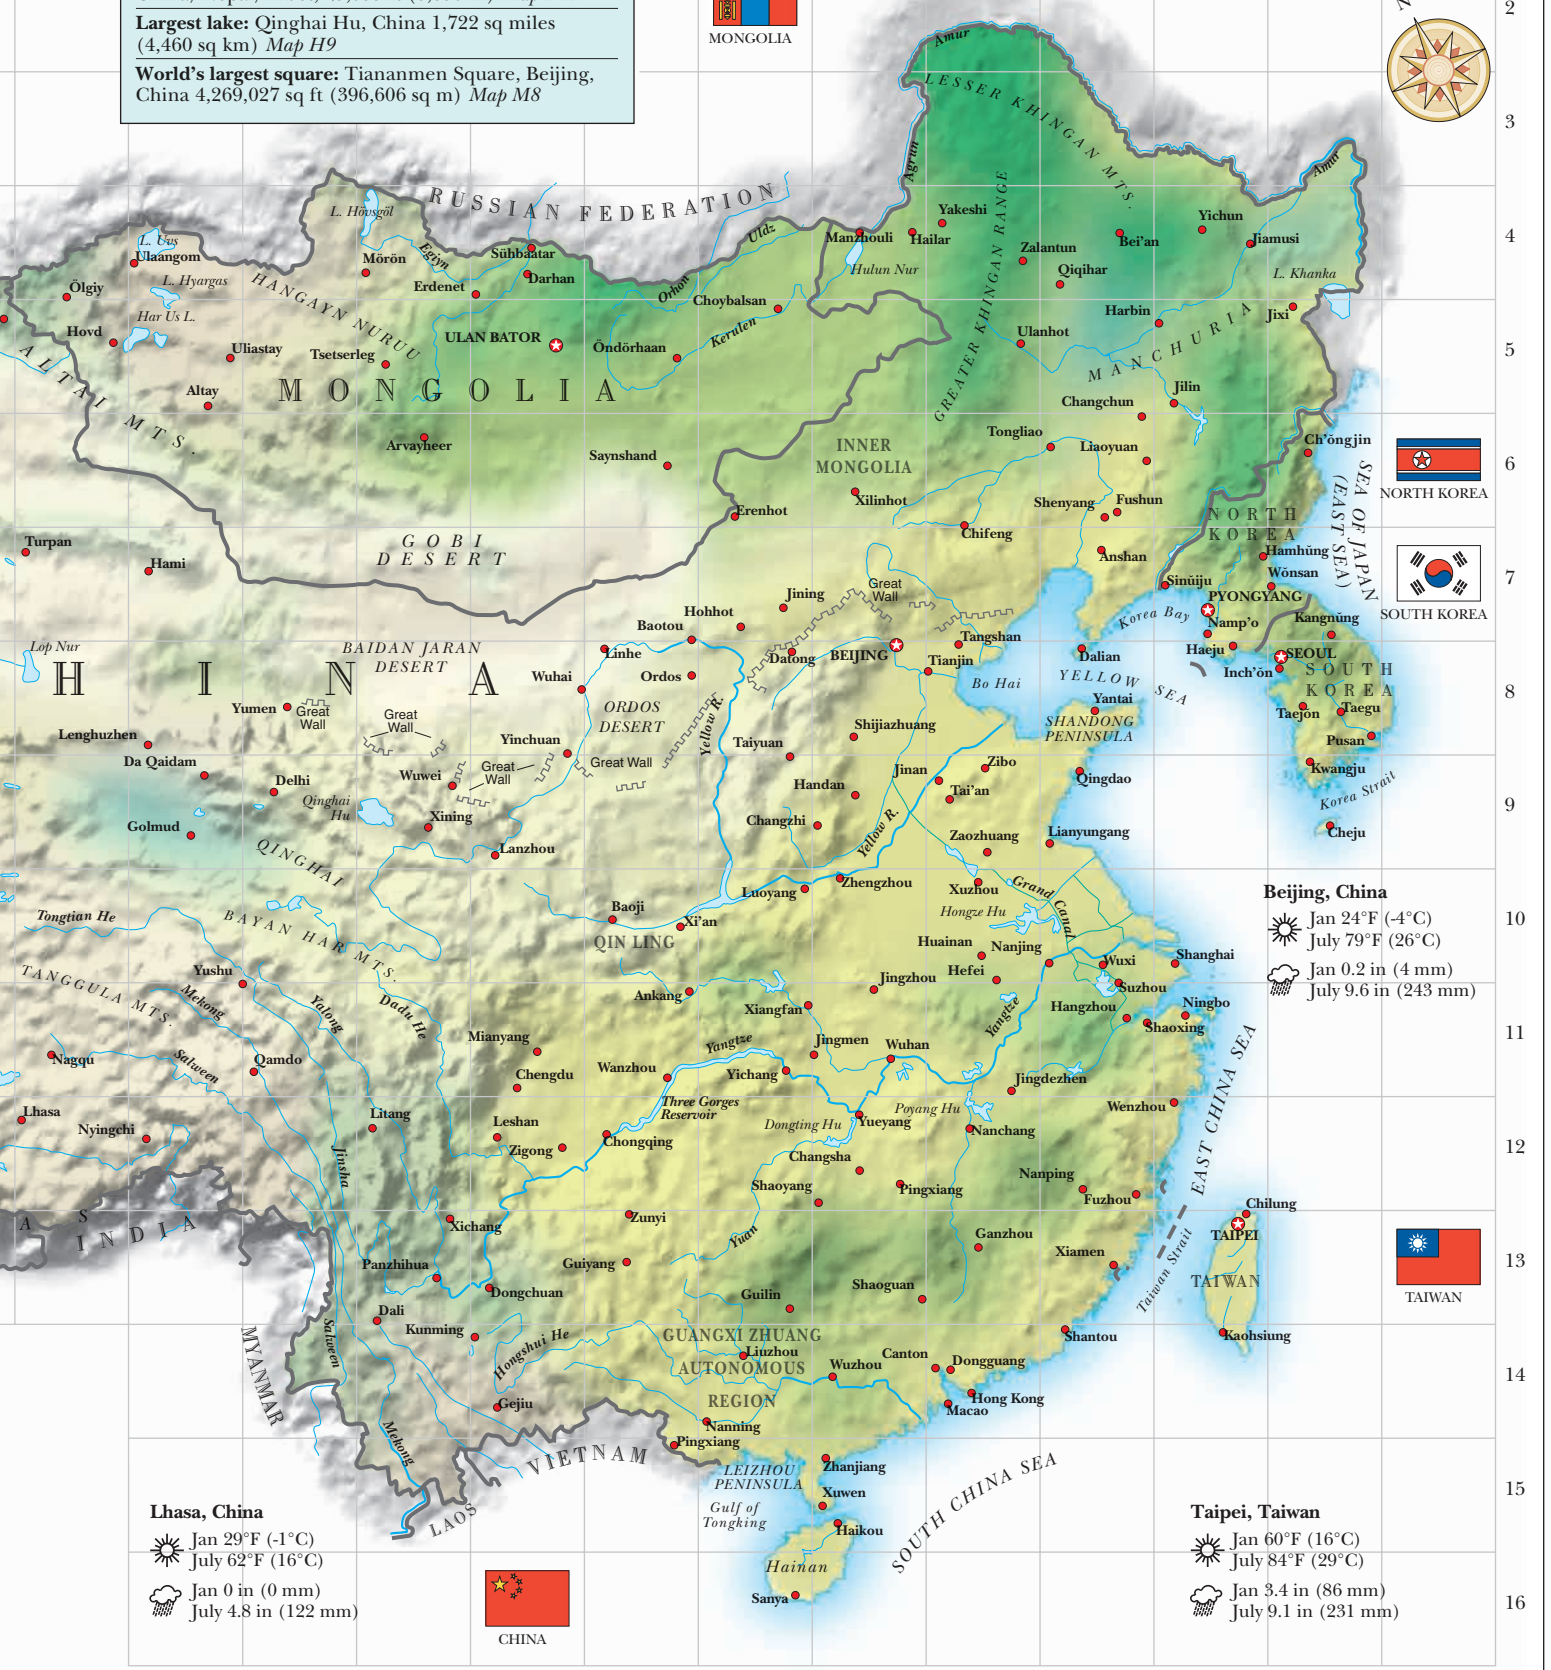 Largest lake: Qinghai Hu, China 1,722 sq miles
(4,460 sq km) Map H9
World's largest square: Tiananmen Square, Beijing,
China 4,269,027 sq ft (396,606 sq m) Map M8
MONGOLIA
2
3
4
5
6
7
8
9
10
11
12
13
14
15
16
Amur
LESSER KHINGAN MTS.
Agrun
Amur
RUSSIAN FEDERATION
L. Hövsgöl
L. Uvs
Ulaangom
L. Hyargas
Mörön
Egiyn
Sühbaatar
Darhan
Erdenet
Uldz
Orhon
Manzhouli
Hailar
Yakeshi
Hulun Nur
Zalantun
Qiqihar
Bei'an
Yichun
Jiamusi
L. Khanka
Ölgiy
Hovd
Har Us L.
HANGAYN NURUU
Uliastay
Tsetserleg
ULAN BATOR
Öndörhaan
Choybalsan
Kerulen
GREATER KHINGAN RANGE
Harbin
Ulanhot
Jixi
MANCHURIA
ALTAI MTS.
Altay
MONGOLIA
Arvayheer
Saynshand
INNER
MONGOLIA
Changchun
Jilin
Tongliao
Liaoyuan
Ch'ŏngjin
NORTH KOREA
SEA OF JAPAN
(EAST SEA)
Xilinhot
Erenhot
Chifeng
Shenyang
Fushun
NORTH
KOREA
Anshan
Hamhŭng
Wŏnsan
Sinŭiju
PYONGYANG
Namp'o
SOUTH KOREA
Kangnŭng
Turpan
Hami
GOBI
DESERT
Jining
Great
Wall
Hohhot
Baotou
Linhe
Datong
BEIJING
Tangshan
Tianjin
Korea Bay
Haeju
SEOUL
Inch'ŏn
SOUTH
KOREA
Lop Nur
BAIDAN JARAN
DESERT
CHINA
Wuhai
Ordos
Dalian
Bo Hai
YELLOW SEA
Yantai
Taejŏn
Taegu
Pusan
Kwangju
Yumen
Great
Wall
Great
Wall
ORDOS
DESERT
Yellow R.
Shijiazhuang
SHANDONG
PENINSULA
Lenghuzhen
Da Qaidam
Delhi
Yinchuan
Great
Wall
Great Wall
Taiyuan
Jinan
Zibo
Tai'an
Qingdao
Korea Strait
Cheju
Wuwei
Qinghai
Hu
Xining
Golmud
Handan
Changzhi
Yellow R.
Zaozhuang
Lianyungang
QINGHAI
Lanzhou
Luoyang
Zhengzhou
Xuzhou
Grand Canal
Hongze Hu
Beijing, China
Jan 24°F (-4°C)
July 79°F (26°C)
Jan 0.2 in (4 mm)
July 9.6 in (243 mm)
Tongtian He
BAYAN HAR MTS.
Baoji
Xi'an
QIN LING
Huainan
Nanjing
Hefei
Wuxi
Shanghai
Suzhou
TANGGULA MTS.
Yushu
Mekong
Yalong
Dadu He
Ankang
Xiangfan
Jingzhou
Yangtze
Hangzhou
Ningbo
Shaoxing
Nagqu
Salween
Qamdo
Mianyang
Chengdu
Wanzhou
Yangtze
Yichang
Jingmen
Wuhan
Jingdezhen
EAST CHINA SEA
Lhasa
Nyingchi
Litang
Leshan
Zigong
Chongqing
Three Gorges
Reservoir
Dongting Hu
Yueyang
Poyang Hu
Nanchang
Wenzhou
Jinsha
Changsha
Shaoyang
Pingxiang
Nanping
Fuzhou
Chilung
TAIPEI
TAIWAN
Taiwan Strait
Kaohsiung
TAIWAN
A S
INDIA
Xichang
Zunyi
Yuan
Ganzhou
Xiamen
Panzhihua
Dongchuan
Guiyang
Guilin
Shaoguan
Dali
Kunming
Hongshui He
GUANGXI ZHUANG
AUTONOMOUS
REGION
Liuzhou
Wuzhou
Canton
Dongguang
Shantou
Hong Kong
Macao
MYANMAR
Salween
Gejiu
Nanning
Pingxiang
Mekong
VIETNAM
LAOS
LEIZHOU
PENINSULA
Zhanjiang
Xuwen
Gulf of
Tongking
Haikou
SOUTH CHINA SEA
Hainan
Sanya
Lhasa, China
Jan 29°F (-1°C)
July 62°F (16°C)
Jan 0 in (0 mm)
July 4.8 in (122 mm)
CHINA
Taipei, Taiwan
Jan 60°F (16°C)
July 84°F (29°C)
Jan 3.4 in (86 mm)
July 9.1 in (231 mm)